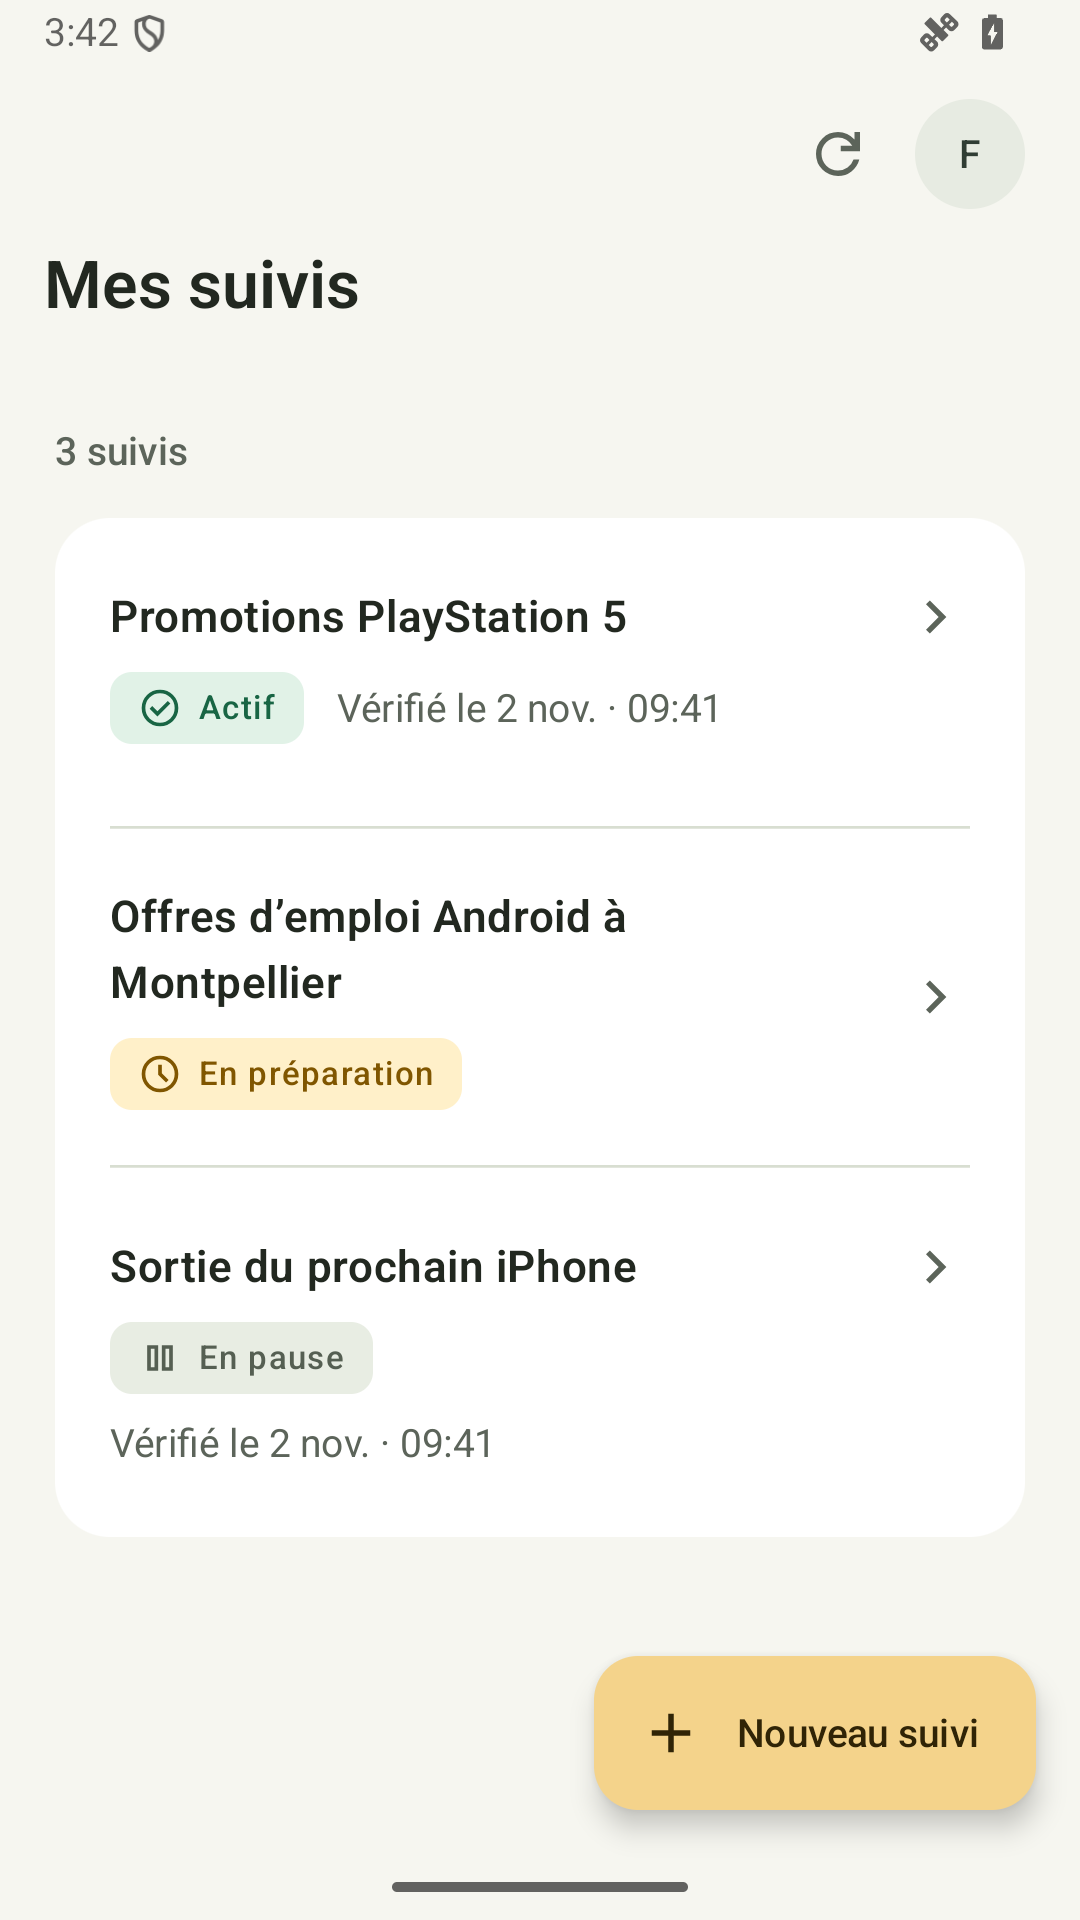 3:42
F
Mes suivis
3 suivis
Promotions PlayStation 5
Actif
Vérifié le 2 nov. · 09:41
Offres d’emploi Android à
Montpellier
En préparation
Sortie du prochain iPhone
En pause
Vérifié le 2 nov. · 09:41
Nouveau suivi